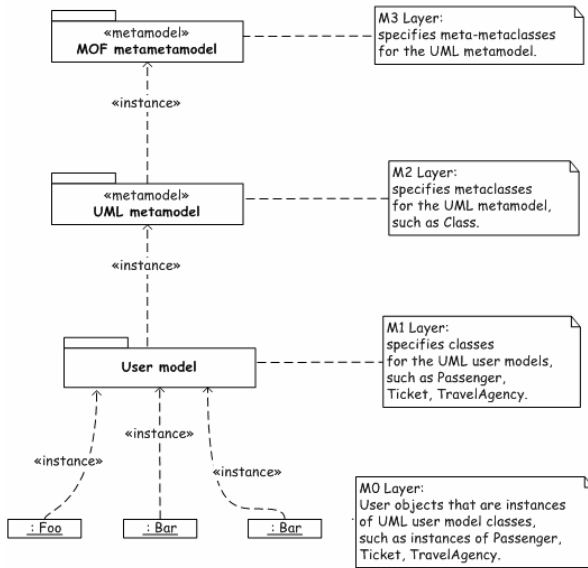 «metamodel»
MOF metametamodel
M3 Layer:
specifies meta-metaclasses
for the UML metamodel.
«instance»
«metamodel»
UML metamodel
M2 Layer:
specifies metaclasses
for the UML metamodel,
such as Class.
«instance»
User model
M1 Layer:
specifies classes
for the UML user models,
such as Passenger,
Ticket, TravelAgency.
«instance»
«instance»
«instance»
: Foo
: Bar
: Bar
M0 Layer:
User objects that are instances
of UML user model classes,
such as instances of Passenger,
Ticket, TravelAgency.